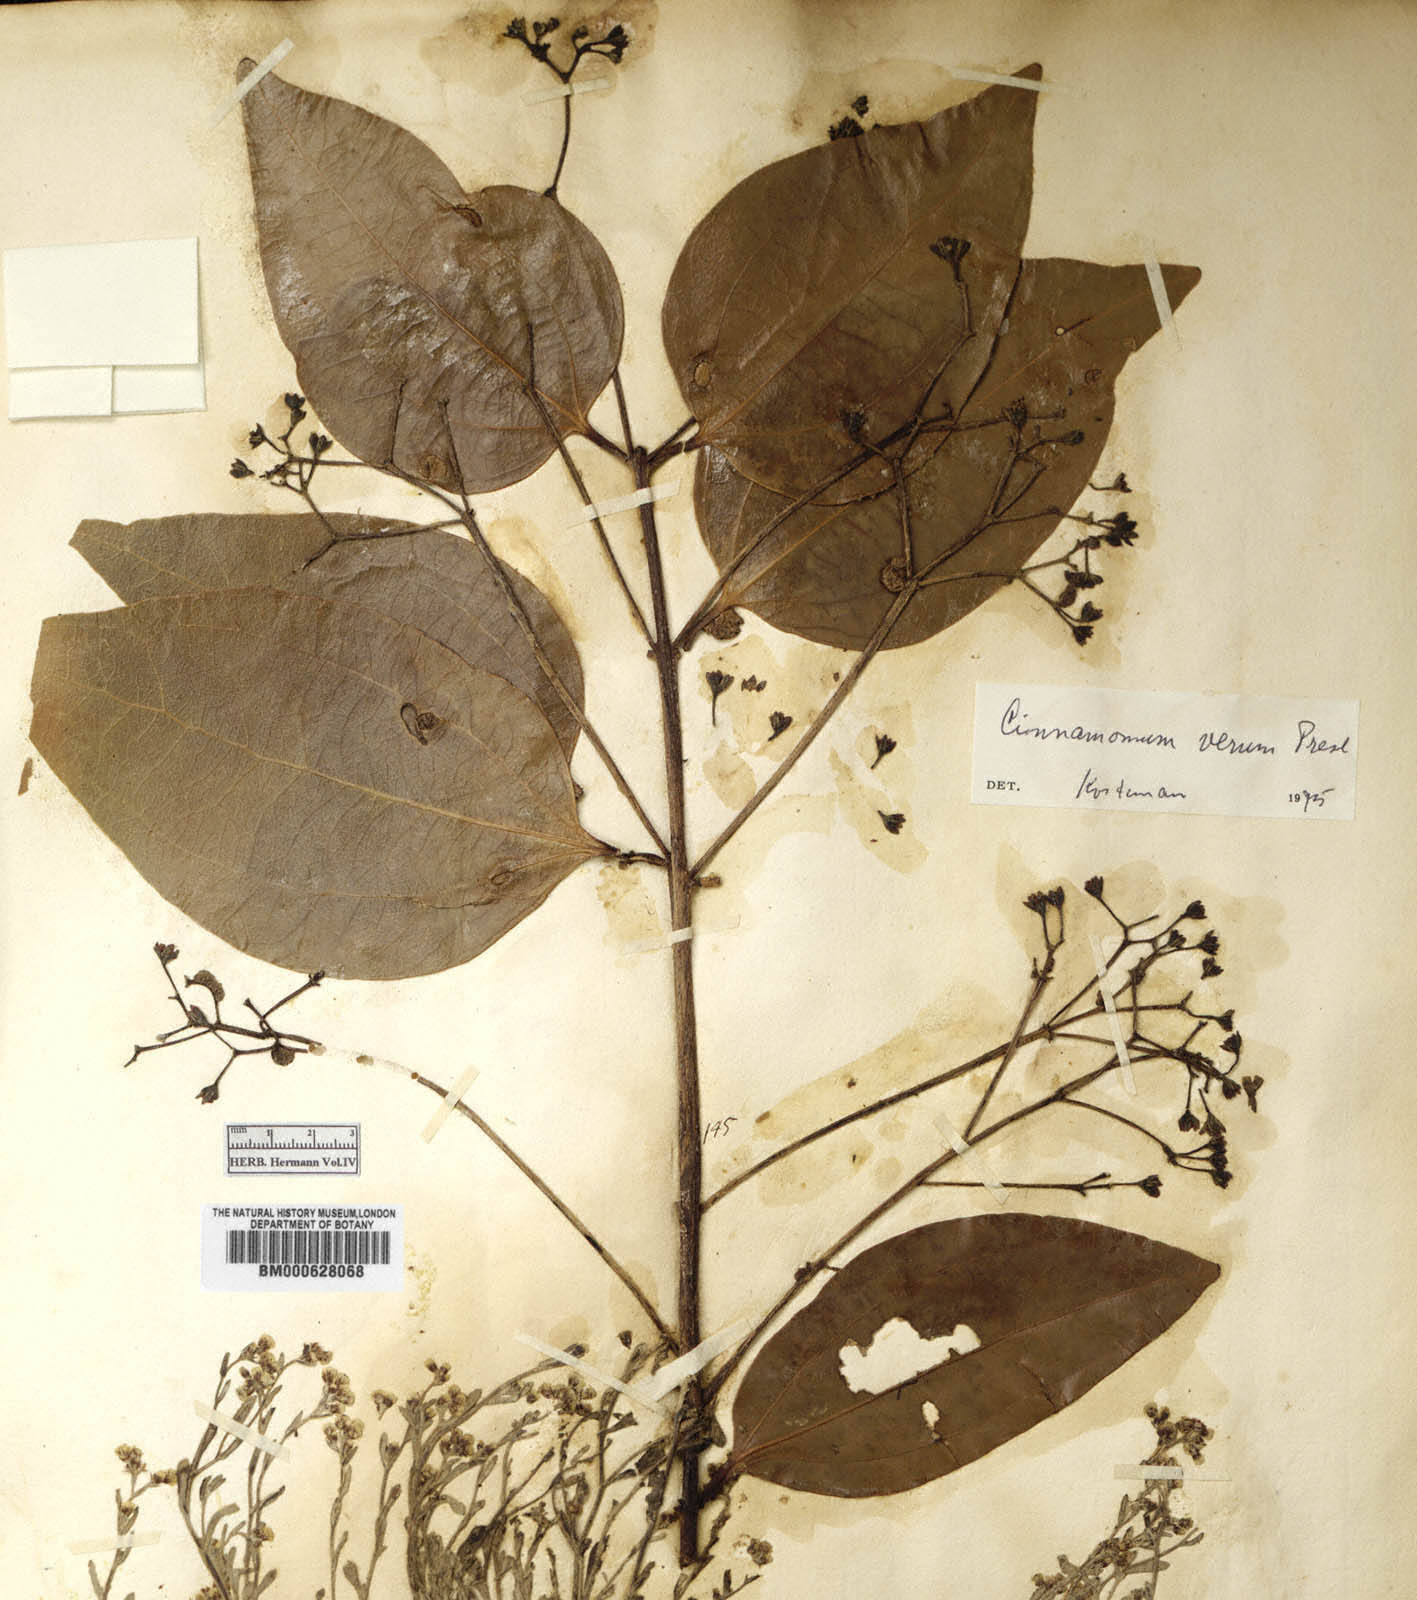 Cinnamomum verum Presl
DET. Kosterman 1975
145
mm 1 2 3
HERB. Hermann Vol.IV
THE NATURAL HISTORY MUSEUM,LONDON
DEPARTMENT OF BOTANY
BM000628068